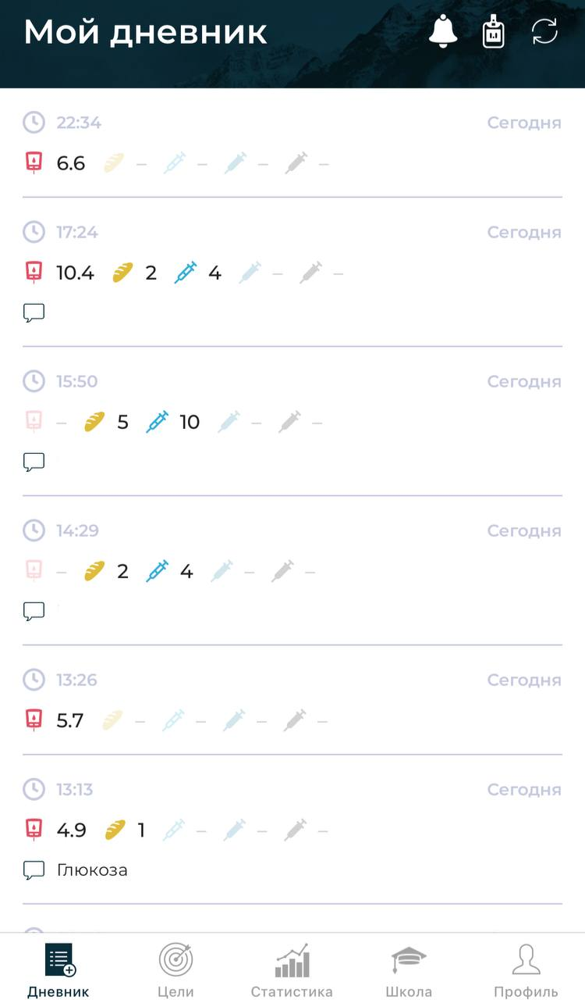 Мой дневник
22:34 Сегодня
6.6 – – – –
17:24 Сегодня
10.4 2 4 – –
15:50 Сегодня
– 5 10 – –
14:29 Сегодня
– 2 4 – –
13:26 Сегодня
5.7 – – – –
13:13 Сегодня
4.9 1 – – –
Глюкоза
Дневник Цели Статистика Школа Профиль